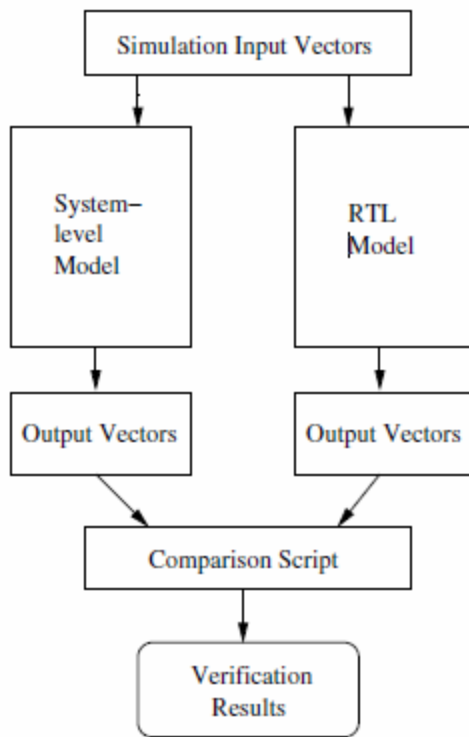 Simulation Input Vectors
System-
level
Model
RTL
Model
Output Vectors
Output Vectors
Comparison Script
Verification
Results